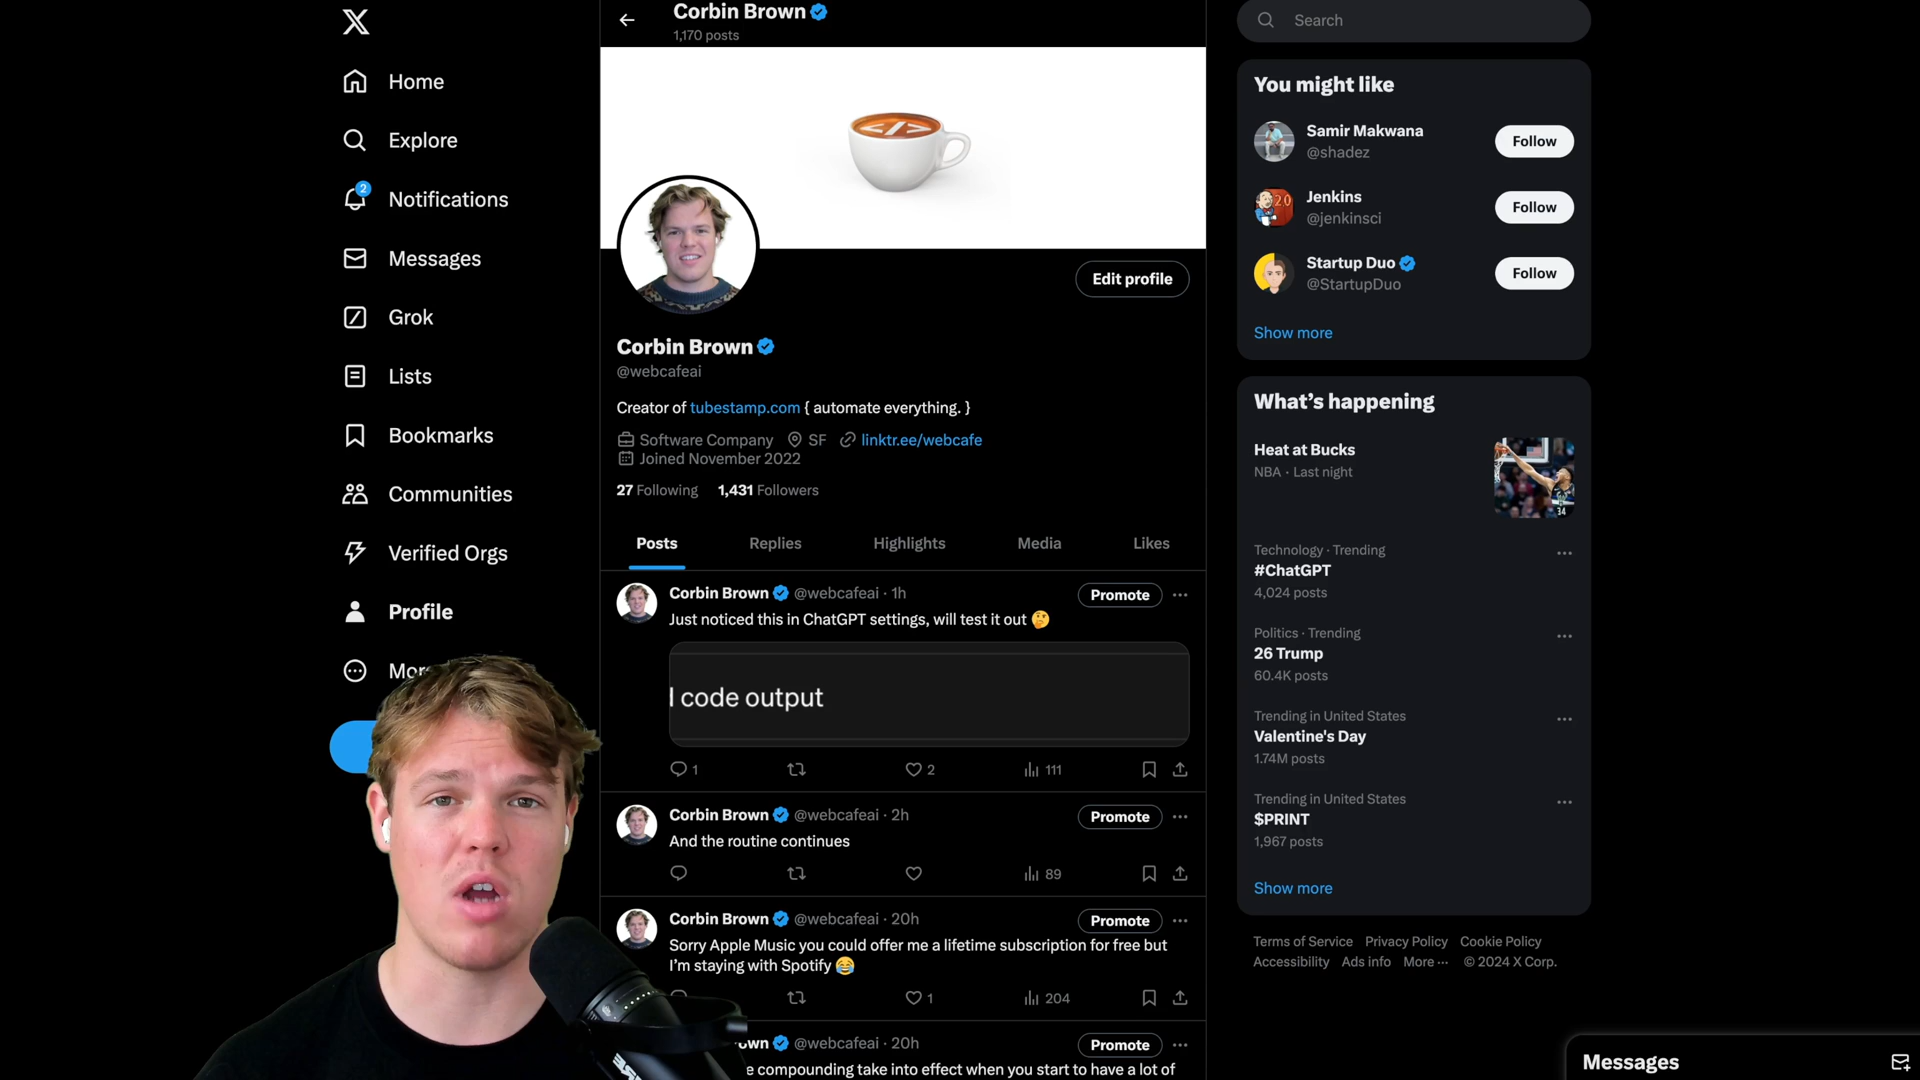 Home
Explore
2
Notifications
Messages
Grok
Lists
Bookmarks
Communities
Verified Orgs
Profile
Corbin Brown
1,170 posts
</>
Edit profile
Corbin Brown
@webcafeai
Creator of tubestamp.com { automate everything. }
Software Company SF linktr.ee/webcafe
Joined November 2022
27 Following 1,431 Followers
Posts Replies Highlights Media Likes
Corbin Brown @webcafeai · 1h
Promote
Just noticed this in ChatGPT settings, will test it out 🤔
code output
1 2 111
Corbin Brown @webcafeai · 2h
Promote
And the routine continues
89
Corbin Brown @webcafeai · 20h
Promote
Sorry Apple Music you could offer me a lifetime subscription for free but
I’m staying with Spotify 😂
1 204
@webcafeai · 20h
Promote
compounding take into effect when you start to have a lot of
Search
You might like
Samir Makwana
@shadez
Follow
Jenkins
@jenkinsci
Follow
Startup Duo
@StartupDuo
Follow
Show more
What’s happening
Heat at Bucks
NBA · Last night
34
Technology · Trending
#ChatGPT
4,024 posts
Politics · Trending
26 Trump
60.4K posts
Trending in United States
Valentine's Day
1.74M posts
Trending in United States
$PRINT
1,967 posts
Show more
Terms of Service Privacy Policy Cookie Policy
Accessibility Ads info More ··· © 2024 X Corp.
Messages